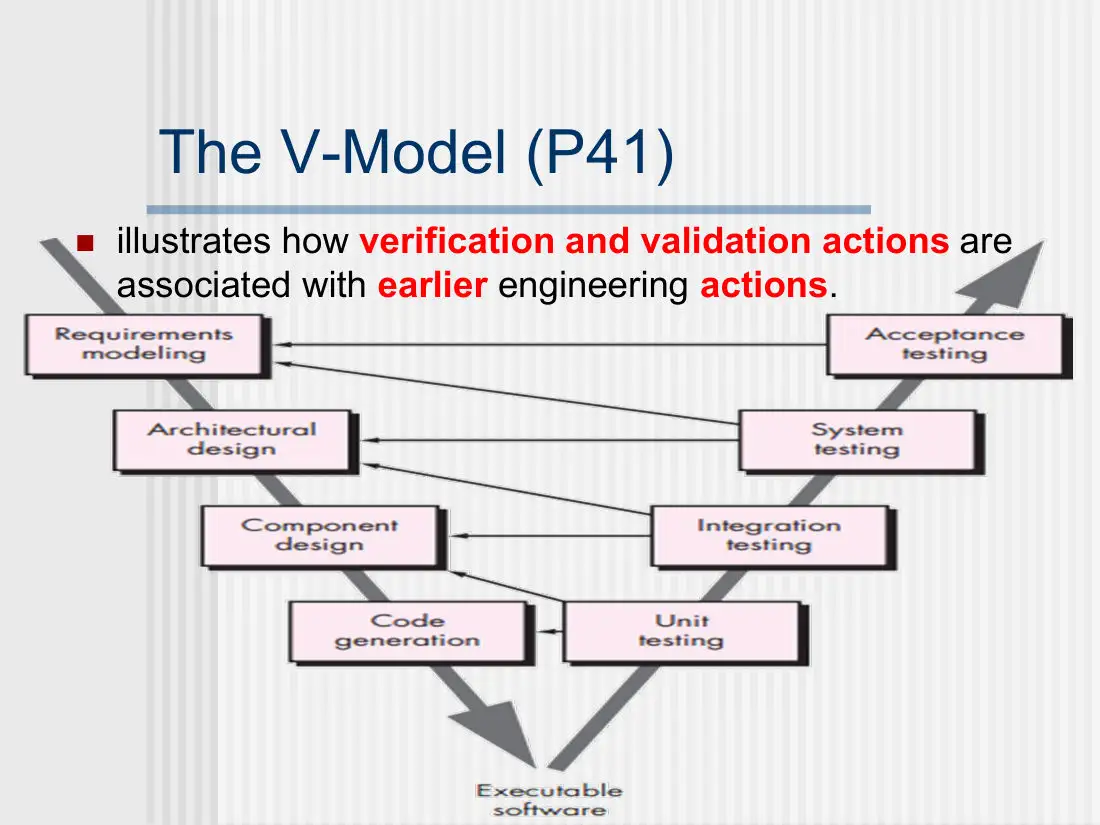 The V-Model (P41)
illustrates how verification and validation actions are
associated with earlier engineering actions.
Requirements
modeling
Acceptance
testing
Architectural
design
System
testing
Component
design
Integration
testing
Code
generation
Unit
testing
Executable
software